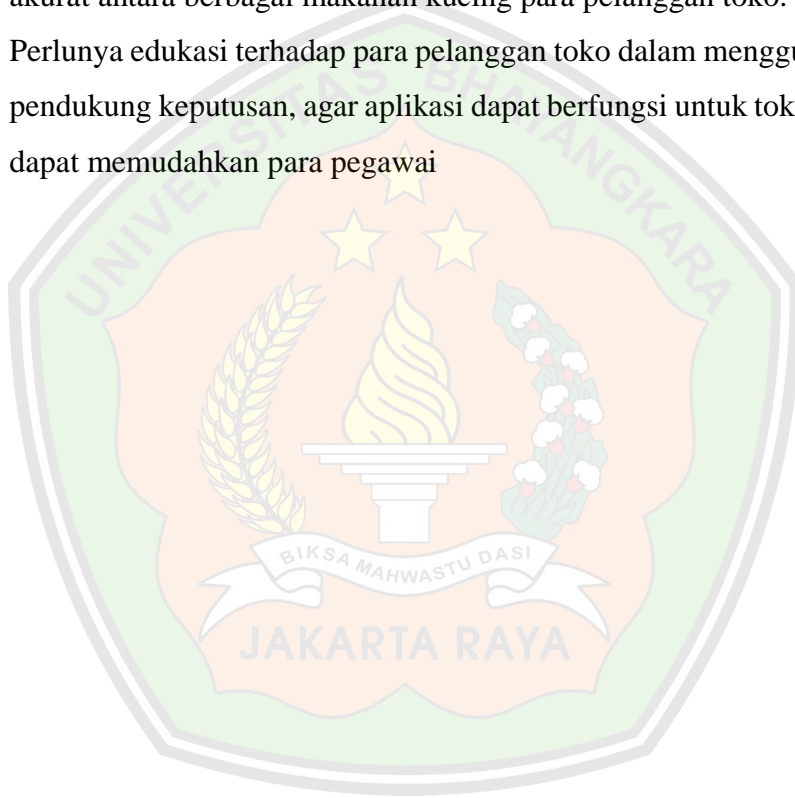 akurat antara berbagai makanan kucing para pelanggan toko.
Perlunya edukasi terhadap para pelanggan toko dalam
pendukung keputusan, agar aplikasi dapat berfungsi untuk
dapat memudahkan para pegawai
UNIVERSITAS BHAYANGKARA
BIKSA MAHWASTU DASI
JAKARTA RAYA